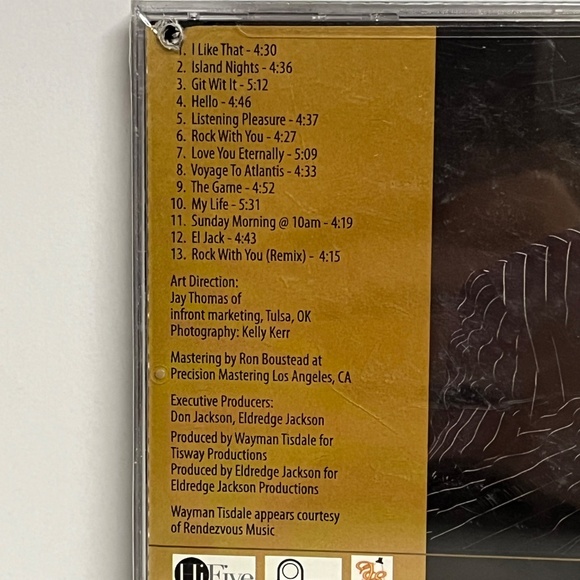 1. I Like That - 4:30
2. Island Nights - 4:36
3. Git Wit It - 5:12
4. Hello - 4:46
5. Listening Pleasure - 4:37
6. Rock With You - 4:27
7. Love You Eternally - 5:09
8. Voyage To Atlantis - 4:33
9. The Game - 4:52
10. My Life - 5:31
11. Sunday Morning @ 10am - 4:19
12. El Jack - 4:43
13. Rock With You (Remix) - 4:15
Art Direction:
Jay Thomas of
infront marketing, Tulsa, OK
Photography: Kelly Kerr
Mastering by Ron Boustead at
Precision Mastering Los Angeles, CA
Executive Producers:
Don Jackson, Eldredge Jackson
Produced by Wayman Tisdale for
Tisway Productions
Produced by Eldredge Jackson for
Eldredge Jackson Productions
Wayman Tisdale appears courtesy
of Rendezvous Music
HiFive